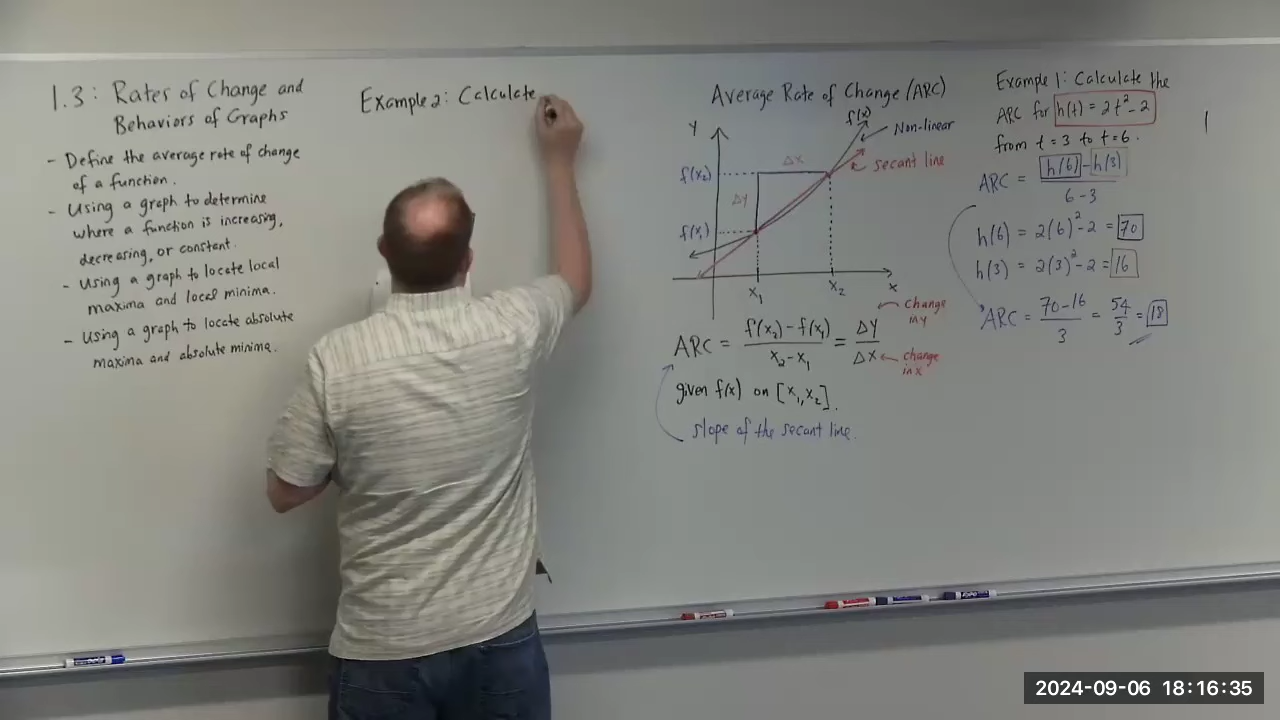 1.3: Rates of Change and
Behaviors of Graphs
- Define the average rate of change
of a function.
- Using a graph to determine
where a function is increasing,
decreasing, or constant.
- Using a graph to locate local
maxima and local minima.
- Using a graph to locate absolute
maxima and absolute minima.
Example 2: Calculate
Average Rate of Change (ARC)
y
f(x)
Non-linear
secant line
Δx
f(x₂)
Δy
f(x₁)
x₁
x₂
x
ARC = f(x₂) - f(x₁) / x₂ - x₁ = Δy / Δx
change in y
change in x
given f(x) on [x₁, x₂].
slope of the secant line.
Example 1: Calculate the
ARC for h(t) = 2t² - 2
from t = 3 to t = 6.
ARC = h(6) - h(3) / 6 - 3
h(6) = 2(6)² - 2 = 70
h(3) = 2(3)² - 2 = 16
ARC = 70 - 16 / 3 = 54 / 3 = 18
2024-09-06 18:16:35